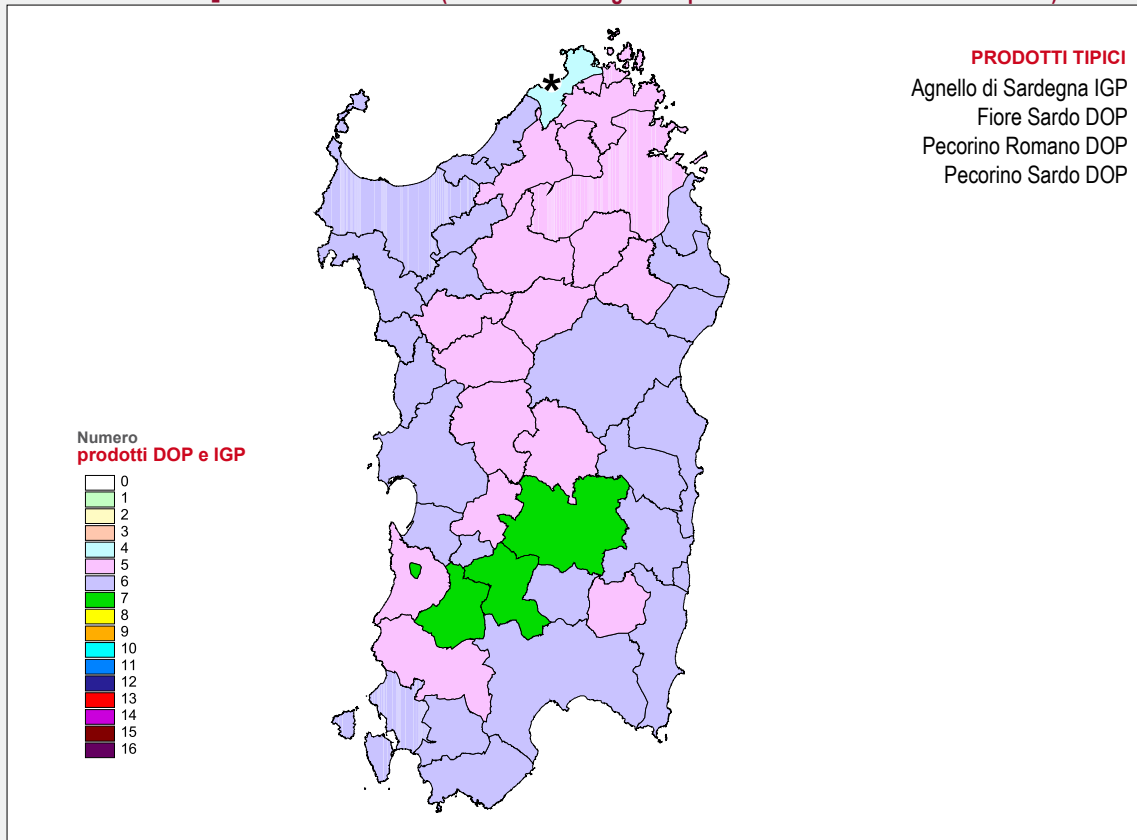 *
PRODOTTI TIPICI
Agnello di Sardegna IGP
Fiore Sardo DOP
Pecorino Romano DOP
Pecorino Sardo DOP
Numero
prodotti DOP e IGP
0
1
2
3
4
5
6
7
8
9
10
11
12
13
14
15
16